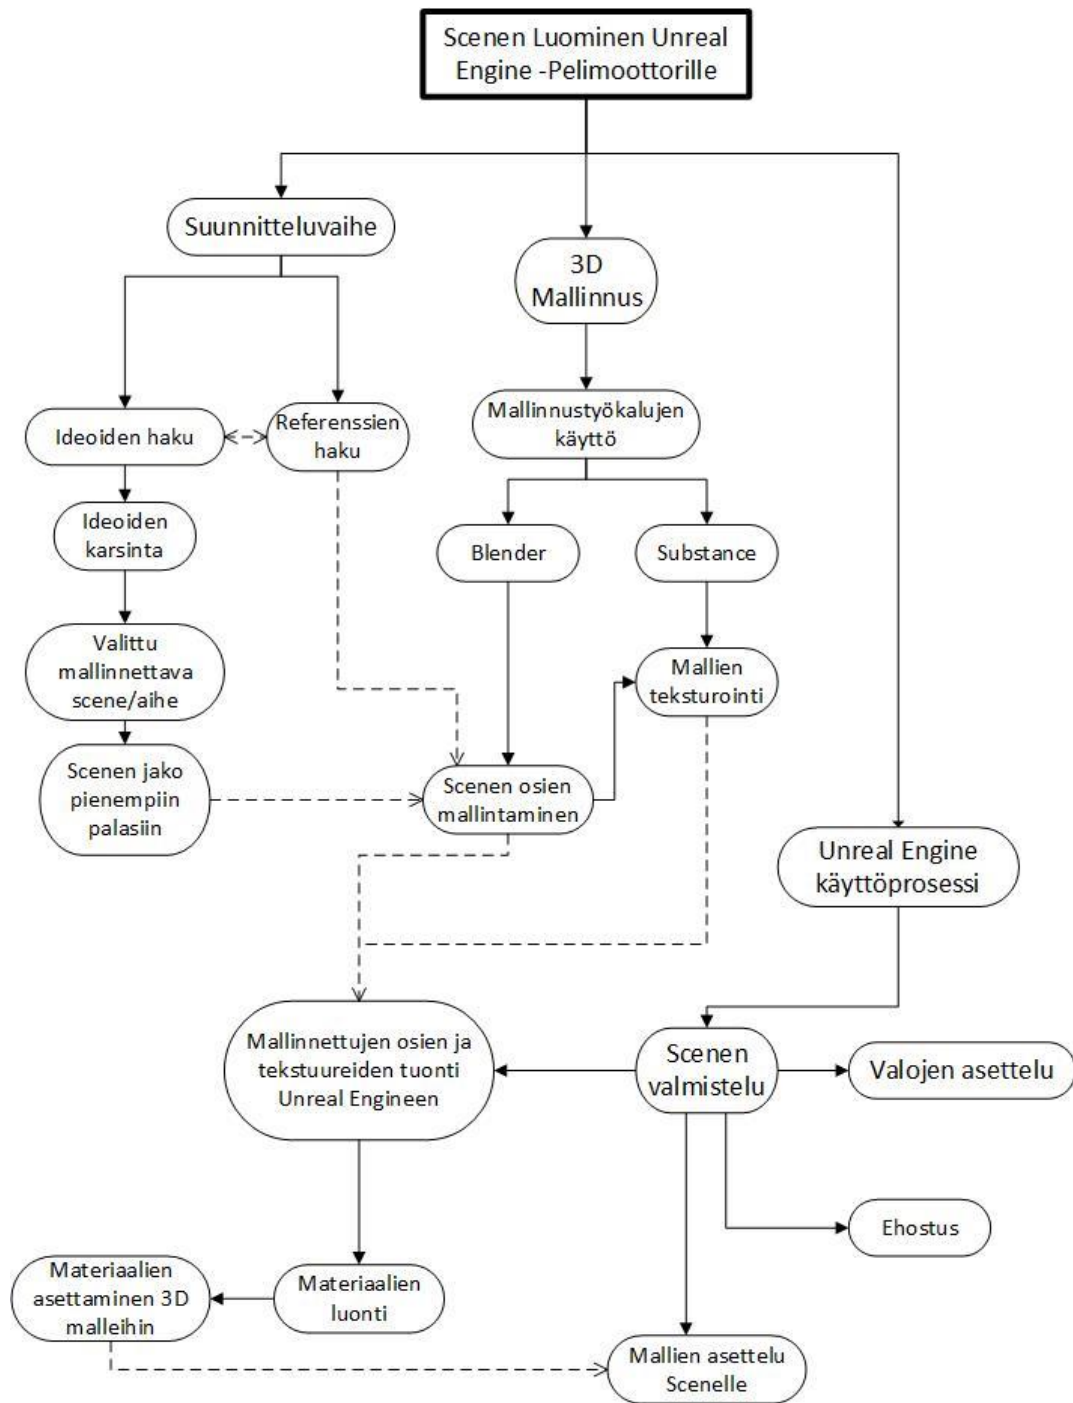 Scenen Luominen Unreal
Engine -Pelimoottorille
Suunnitteluvaihe
3D
Mallinnus
Mallinnustyökalujen
käyttö
Ideoiden haku
Referenssien
haku
Ideoiden
karsinta
Blender
Substance
Valittu
mallinnettava
scene/aihe
Mallien
teksturointi
Scenen jako
pienempiin
palasiin
Scenen osien
mallintaminen
Unreal Engine
käyttöprosessi
Mallinnettujen osien ja
tekstuureiden tuonti
Unreal Engineen
Scenen
valmistelu
Valojen asettelu
Ehostus
Materiaalien
asettaminen 3D
malleihin
Materiaalien
luonti
Mallien asettelu
Scenelle